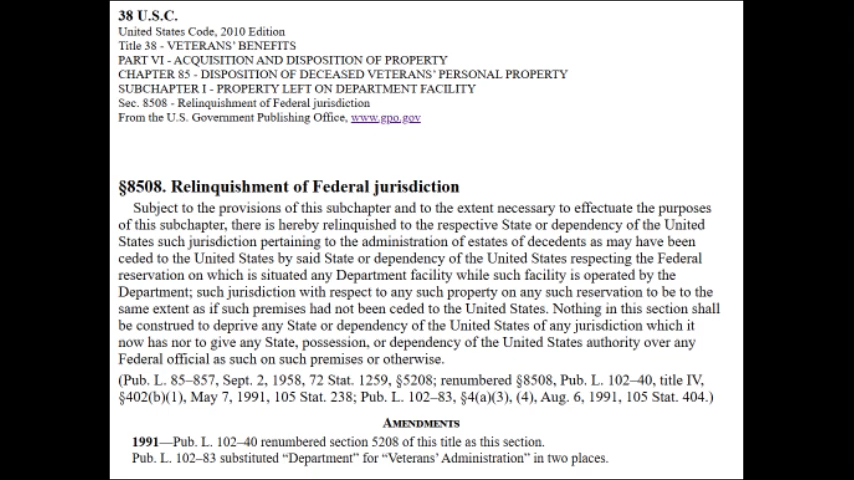 38 U.S.C.
United States Code, 2010 Edition
Title 38 - VETERANS’ BENEFITS
PART VI - ACQUISITION AND DISPOSITION OF PROPERTY
CHAPTER 85 - DISPOSITION OF DECEASED VETERANS’ PERSONAL PROPERTY
SUBCHAPTER I - PROPERTY LEFT ON DEPARTMENT FACILITY
Sec. 8508 - Relinquishment of Federal jurisdiction
From the U.S. Government Publishing Office, www.gpo.gov
§8508. Relinquishment of Federal jurisdiction
Subject to the provisions of this subchapter and to the extent necessary to effectuate the purposes
of this subchapter, there is hereby relinquished to the respective State or dependency of the United
States such jurisdiction pertaining to the administration of estates of decedents as may have been
ceded to the United States by said State or dependency of the United States respecting the Federal
reservation on which is situated any Department facility while such facility is operated by the
Department; such jurisdiction with respect to any such property on any such reservation to be to the
same extent as if such premises had not been ceded to the United States. Nothing in this section shall
be construed to deprive any State or dependency of the United States of any jurisdiction which it
now has nor to give any State, possession, or dependency of the United States authority over any
Federal official as such on such premises or otherwise.
(Pub. L. 85–857, Sept. 2, 1958, 72 Stat. 1259, §5208; renumbered §8508, Pub. L. 102–40, title IV,
§402(b)(1), May 7, 1991, 105 Stat. 238; Pub. L. 102–83, §4(a)(3), (4), Aug. 6, 1991, 105 Stat. 404.)
AMENDMENTS
1991—Pub. L. 102–40 renumbered section 5208 of this title as this section.
Pub. L. 102–83 substituted “Department” for “Veterans’ Administration” in two places.